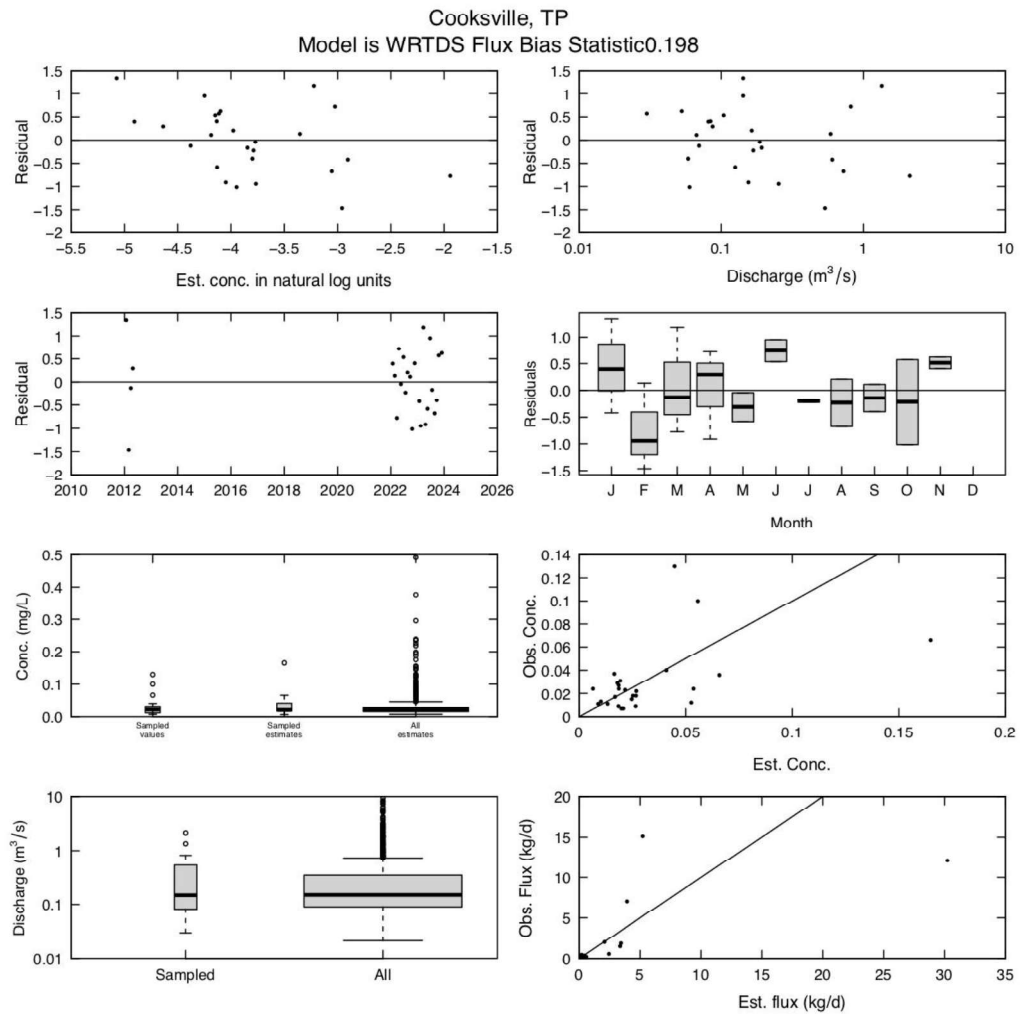 Cooksville, TP
Model is WRTDS Flux Bias Statistic0.198
1.5
1
0.5
0
−0.5
−1
−1.5
−2
Residual
−5.5
−5
−4.5
−4
−3.5
−3
−2.5
−2
−1.5
Est. conc. in natural log units
1.5
1
0.5
0
−0.5
−1
−1.5
−2
Residual
0.01
0.1
1
10
Discharge (m³/s)
1.5
1
0.5
0
−0.5
−1
−1.5
−2
Residual
2010
2012
2014
2016
2018
2020
2022
2024
2026
1.0
0.5
0.0
−0.5
−1.0
−1.5
Residuals
J
F
M
A
M
J
J
A
S
O
N
D
Month
0.5
0.4
0.3
0.2
0.1
0.0
Conc. (mg/L)
Sampled
values
Sampled
estimates
All
estimates
0.14
0.12
0.1
0.08
0.06
0.04
0.02
0
Obs. Conc.
0
0.05
0.1
0.15
0.2
Est. Conc.
10
1
0.1
0.01
Discharge (m³/s)
Sampled
All
20
15
10
5
0
Obs. Flux (kg/d)
0
5
10
15
20
25
30
35
Est. flux (kg/d)